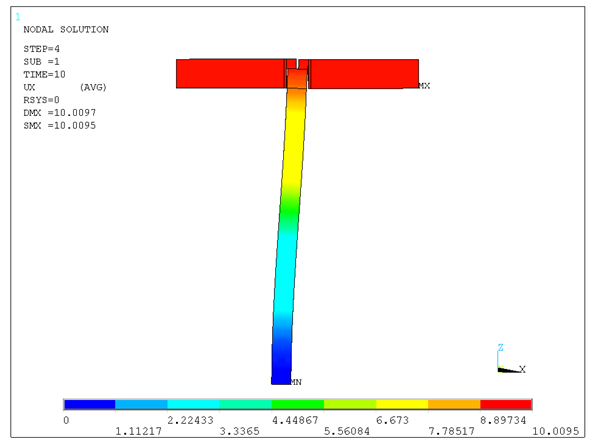 1
NODAL SOLUTION
STEP=4
SUB =1
TIME=10
UX (AVG)
RSYS=0
DMX =10.0097
SMX =10.0095
MX
MN
Z
X
0 2.22433 4.44867 6.673 8.89734
1.11217 3.3365 5.56084 7.78517 10.0095